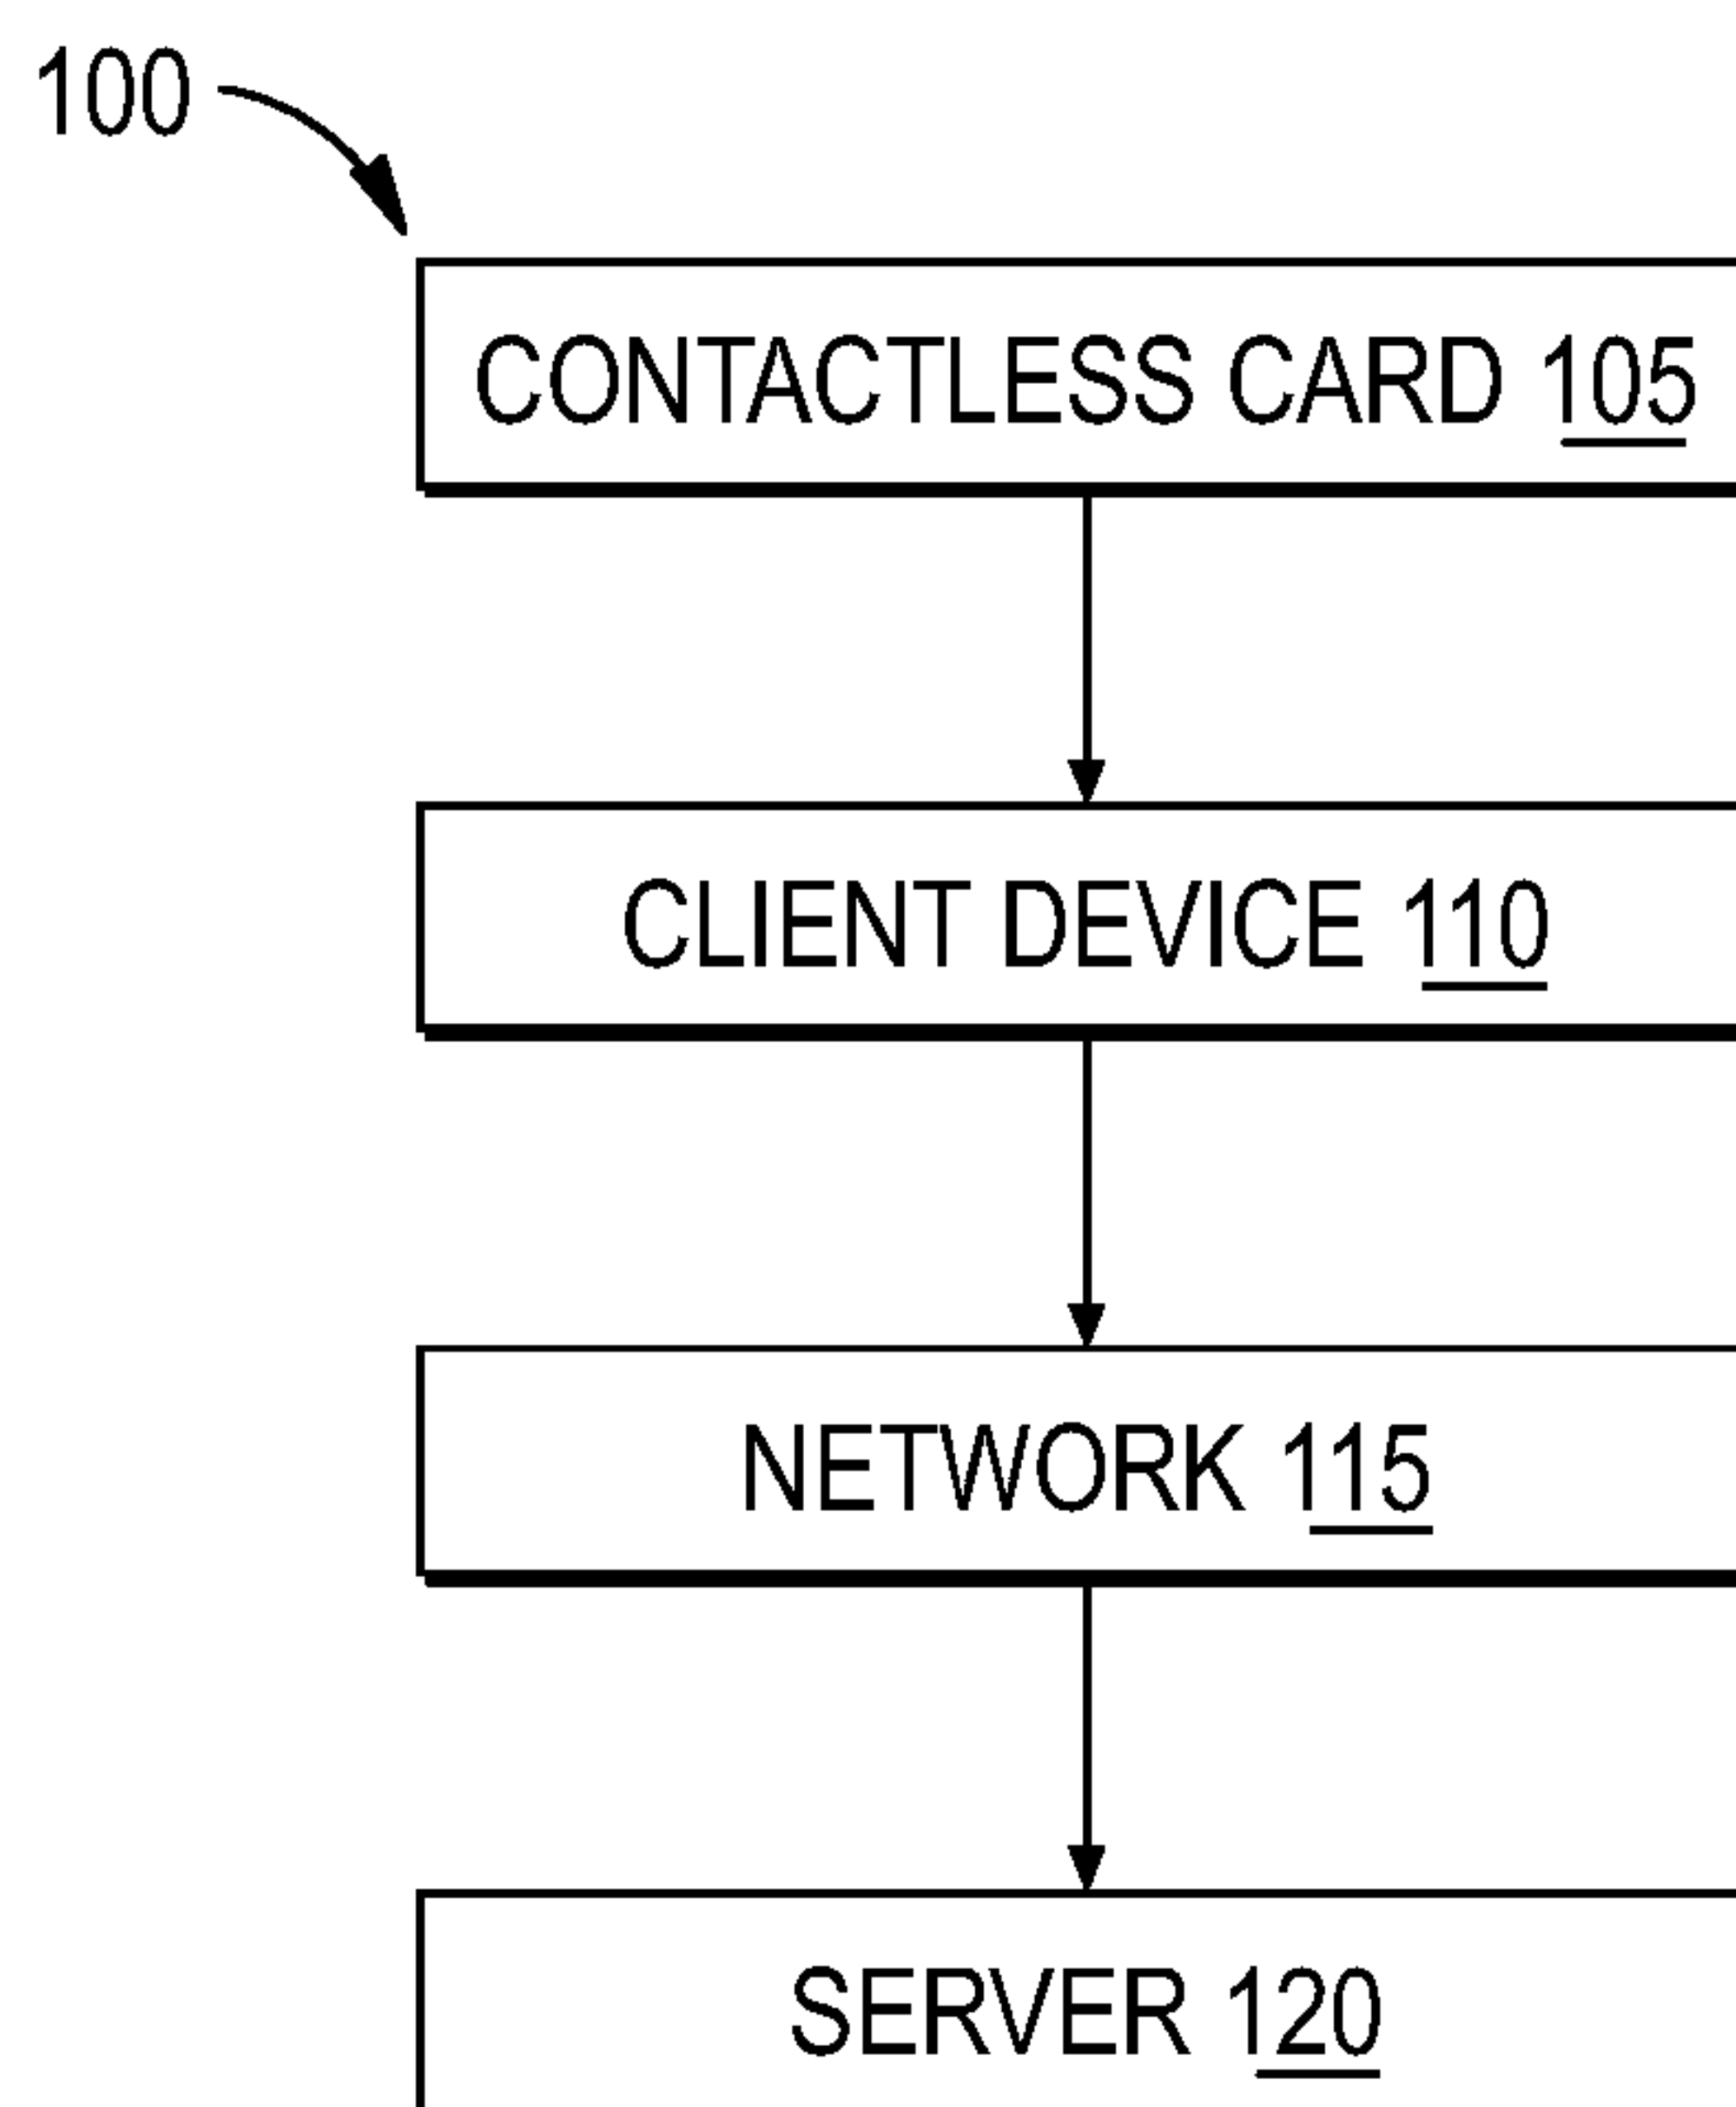 100
CONTACTLESS CARD 105
CLIENT DEVICE 110
NETWORK 115
SERVER 120